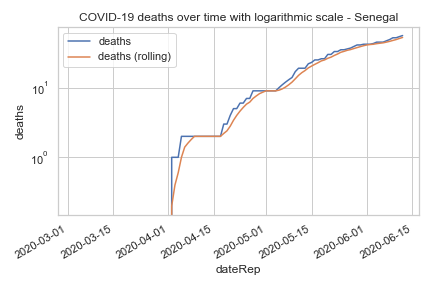 COVID-19 deaths over time with logarithmic scale - Senegal
deaths
deaths (rolling)
deaths
10¹
10⁰
2020-03-01
2020-03-15
2020-04-01
2020-04-15
2020-05-01
2020-05-15
2020-06-01
2020-06-15
dateRep